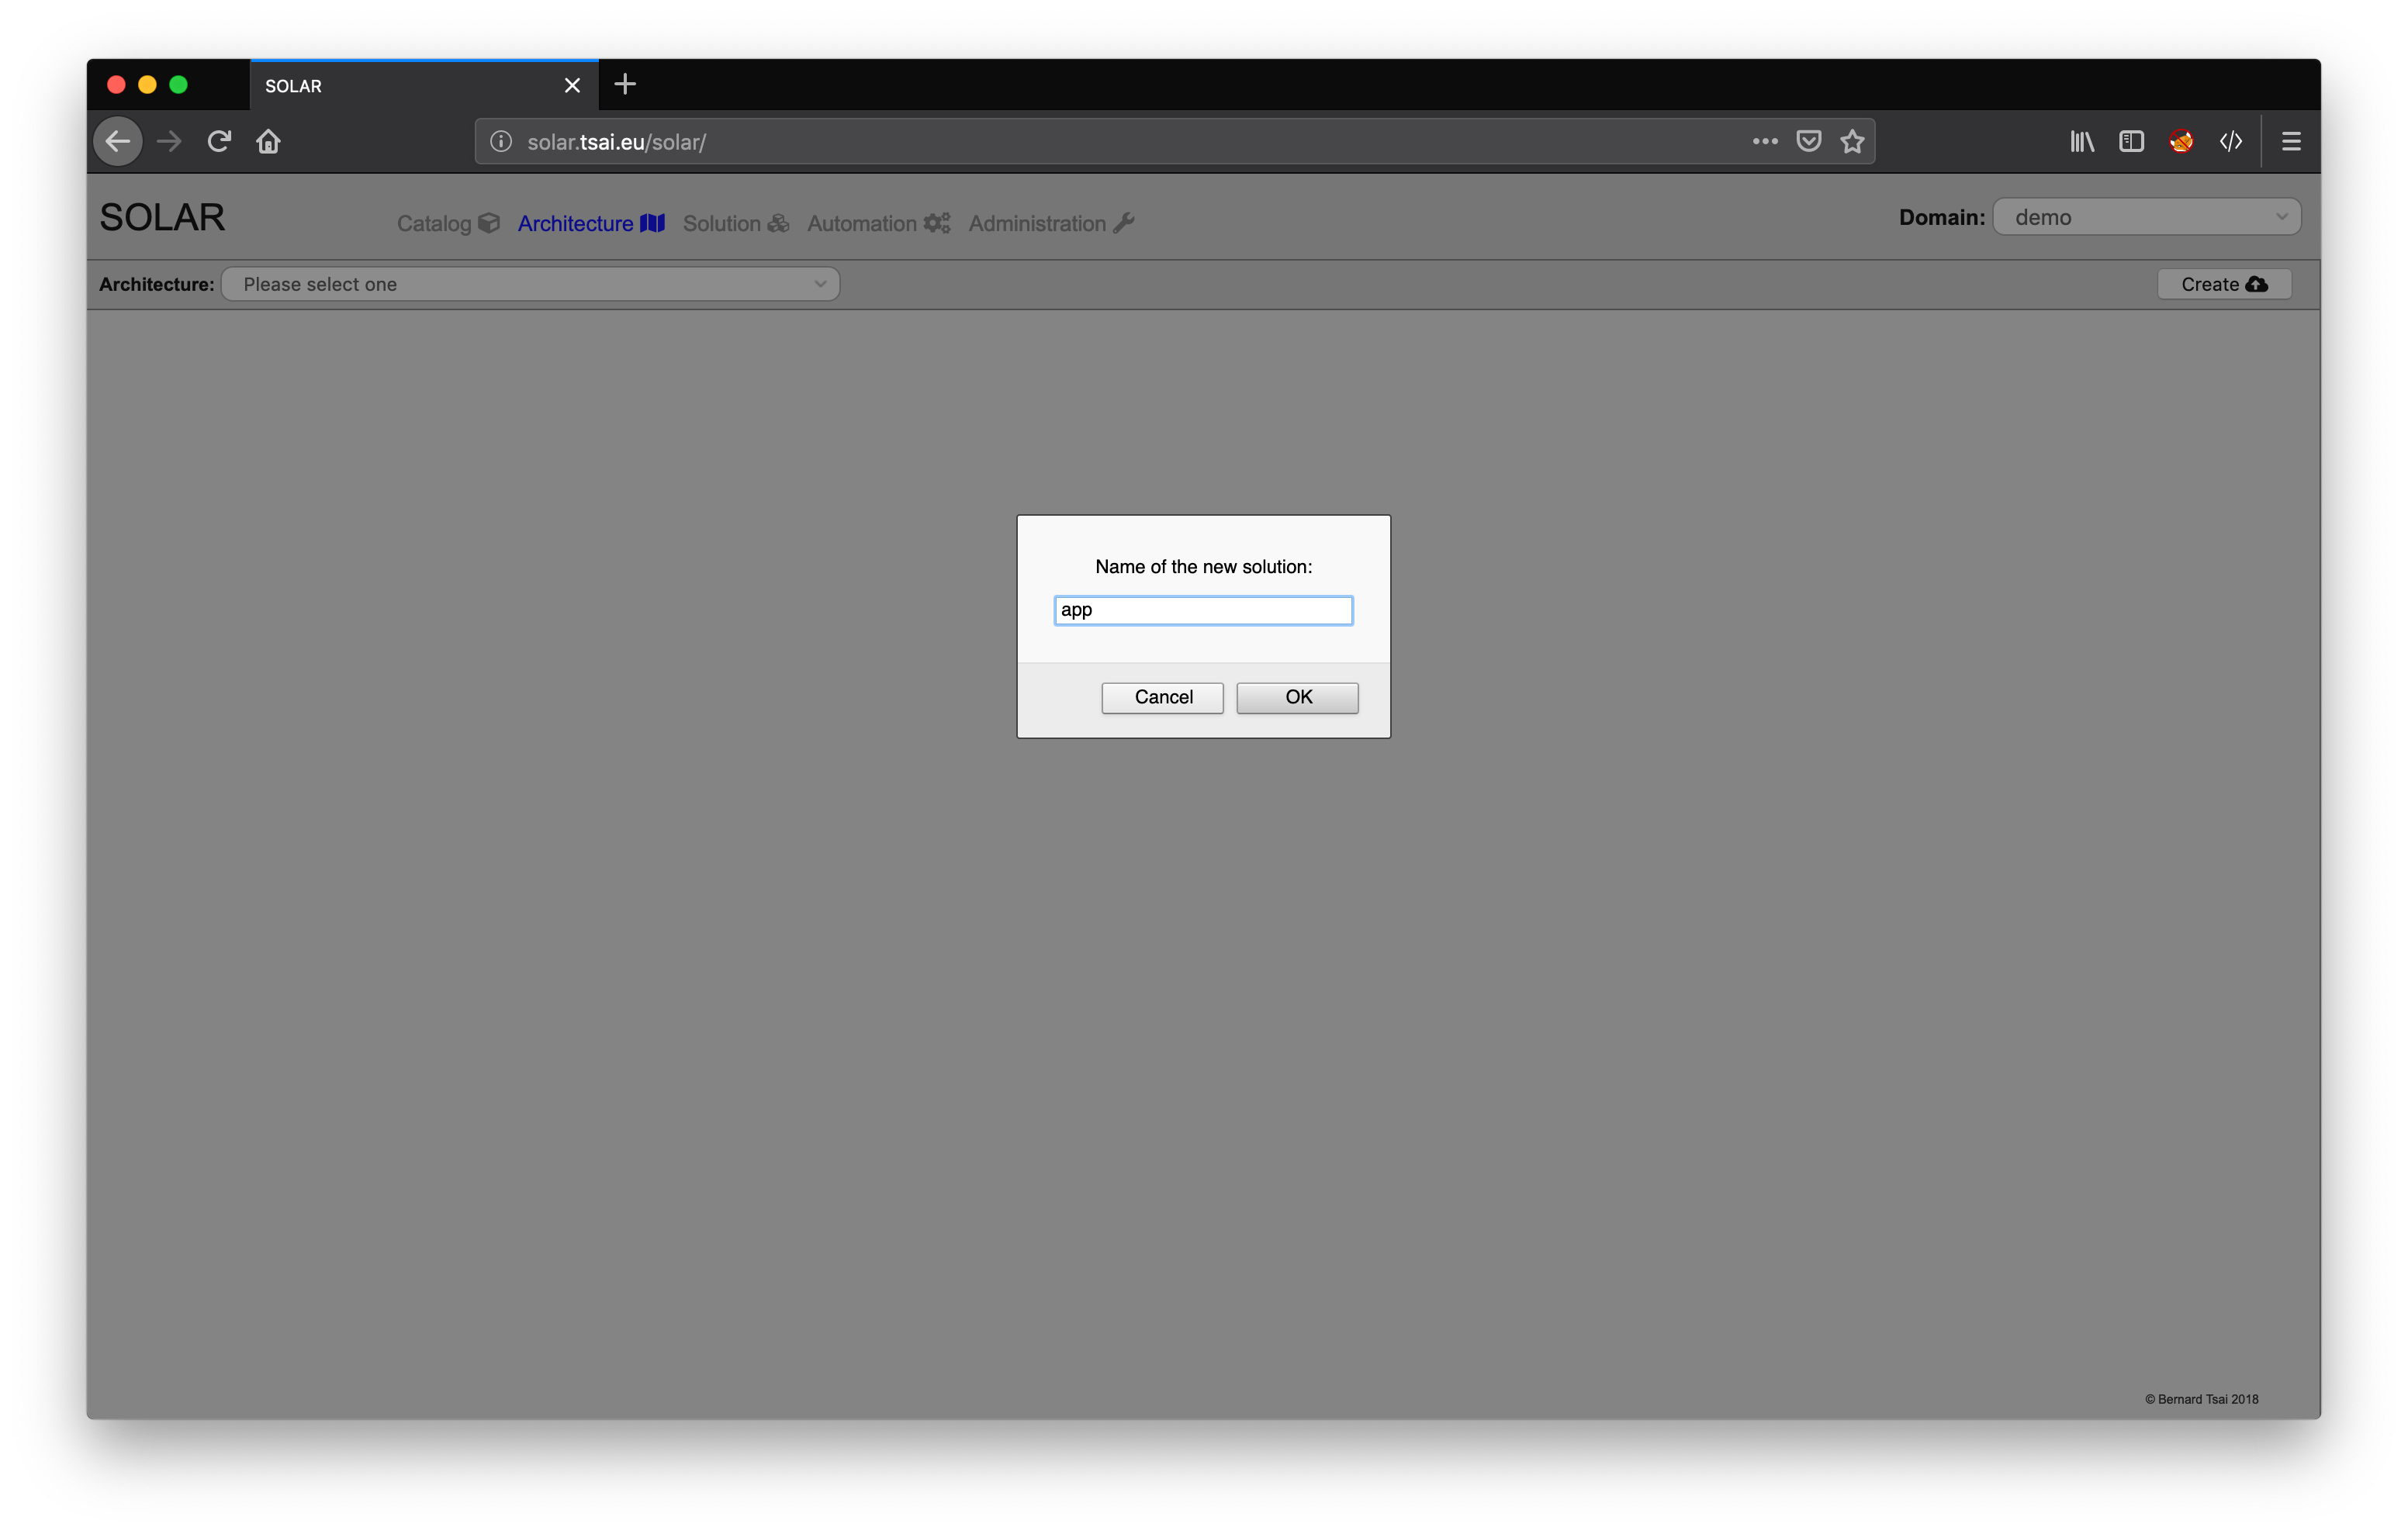 SOLAR
solar.tsai.eu/solar/
SOLAR
Catalog Architecture Solution Automation Administration
Domain: demo
Architecture: Please select one
Create
Name of the new solution:
app
Cancel OK
© Bernard Tsai 2018